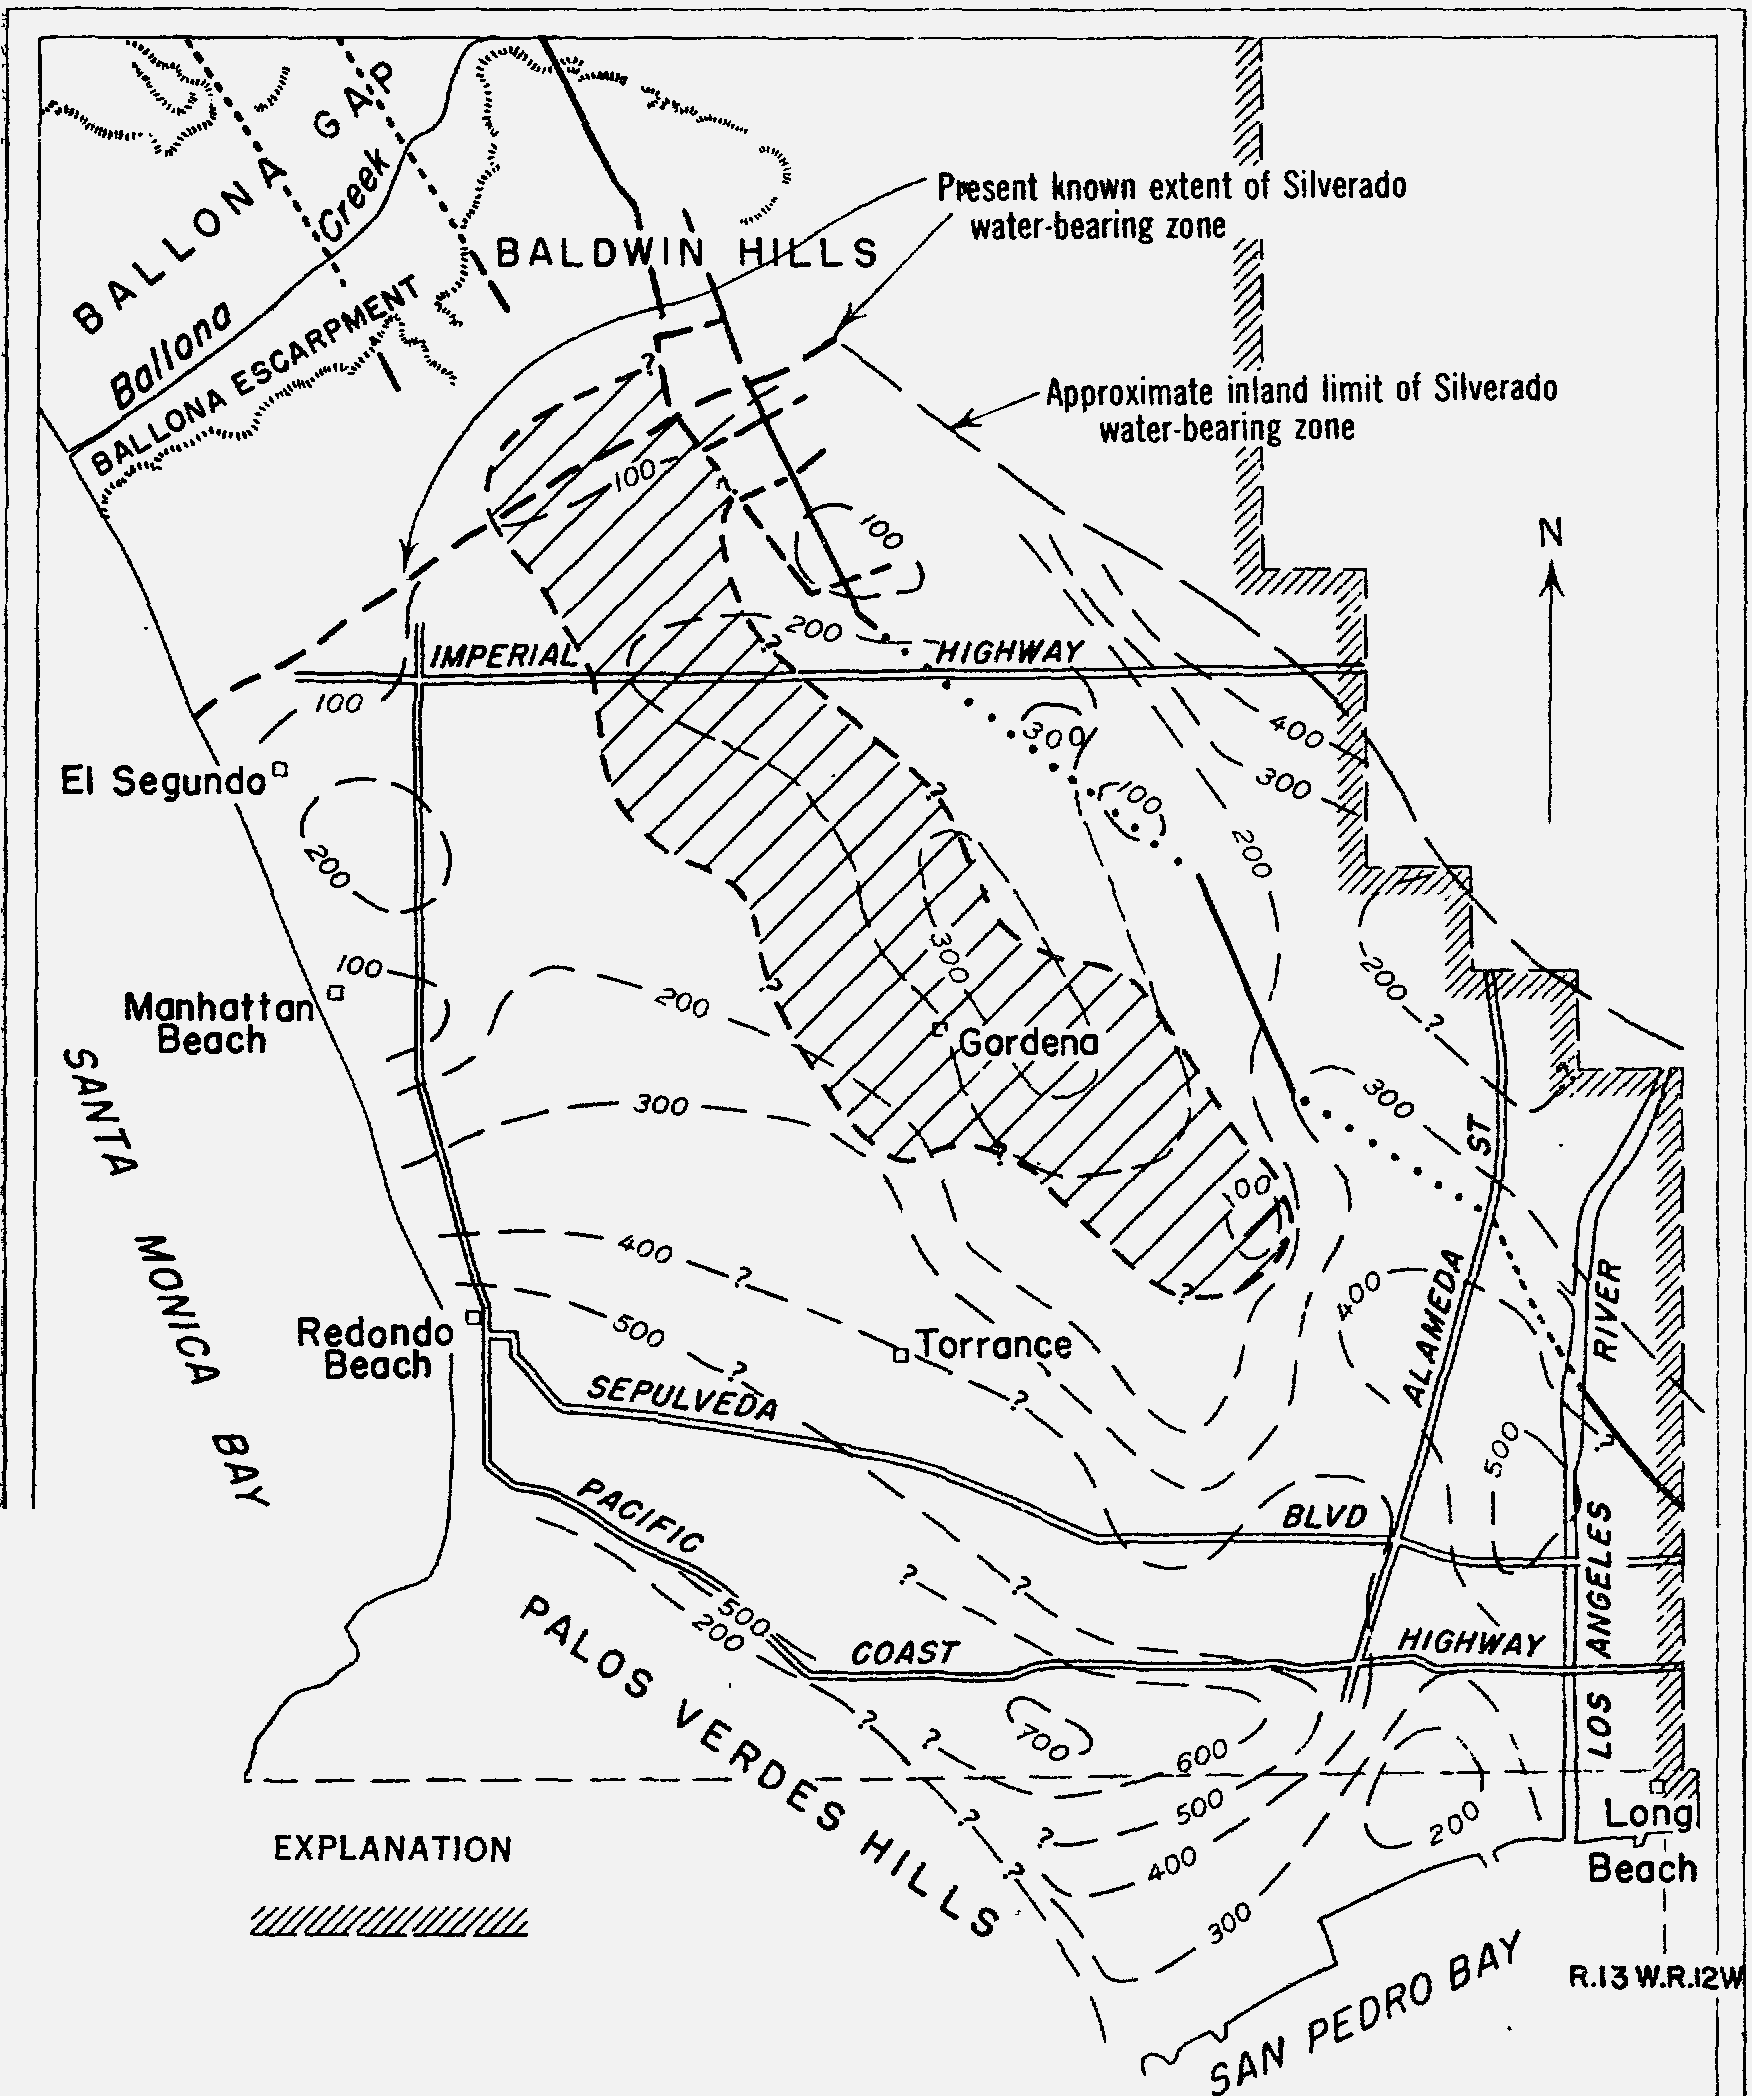 BALLONA GAP
Ballona Creek
BALLONA ESCARPMENT
BALDWIN HILLS
Present known extent of Silverado
water-bearing zone
Approximate inland limit of Silverado
water-bearing zone
N
?
100
?
100
200
?
IMPERIAL HIGHWAY
100
300
400
300
El Segundo
100
?
200
200
100
Manhattan
Beach
200
?
300
200
?
Gardena
300
300
ST
100
SANTA MONICA BAY
400
?
?
400
ALAMEDA
500
?
Redondo
Beach
Torrance
?
SEPULVEDA BLVD
500
?
PACIFIC COAST HIGHWAY
?
?
500
200
LOS ANGELES RIVER
?
?
700
600
500
400
300
200
?
?
?
PALOS VERDES HILLS
EXPLANATION
Long
Beach
R.13 W. R.12W
SAN PEDRO BAY